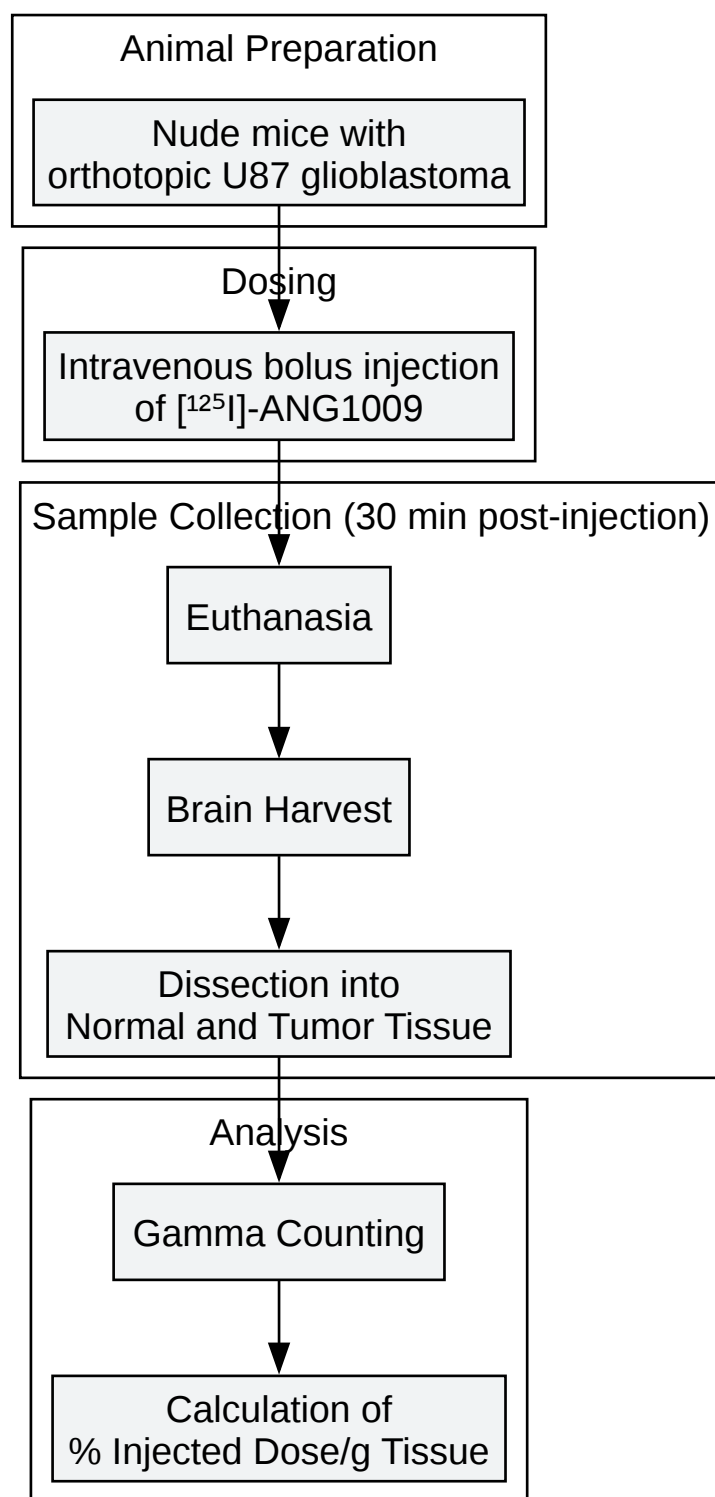 Animal Preparation
Nude mice with
orthotopic U87 glioblastoma
Dosing
Intravenous bolus injection
of [¹²⁵I]-ANG1009
Sample Collection (30 min post-injection)
Euthanasia
Brain Harvest
Dissection into
Normal and Tumor Tissue
Analysis
Gamma Counting
Calculation of
% Injected Dose/g Tissue